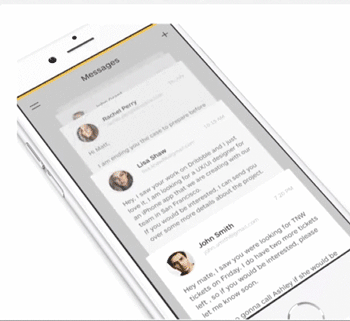 Messages
Rachel Perry
Hi Matt,
I am ending you the case to prepare before
Lisa Shaw
Hey, I saw your work on Dribbble and I just
love it. I am looking for a UX/UI designer for
an iPhone app that we are creating with our
team in San Francisco.
If you would be interested, I can send you
over some more details about the project.
John Smith
7:25 PM
Hey mate, I saw you were looking for TNW
tickets on Friday. I do have two more tickets
left, so if you would be interested, please
let me know soon.
gonna call Ashley if she would be